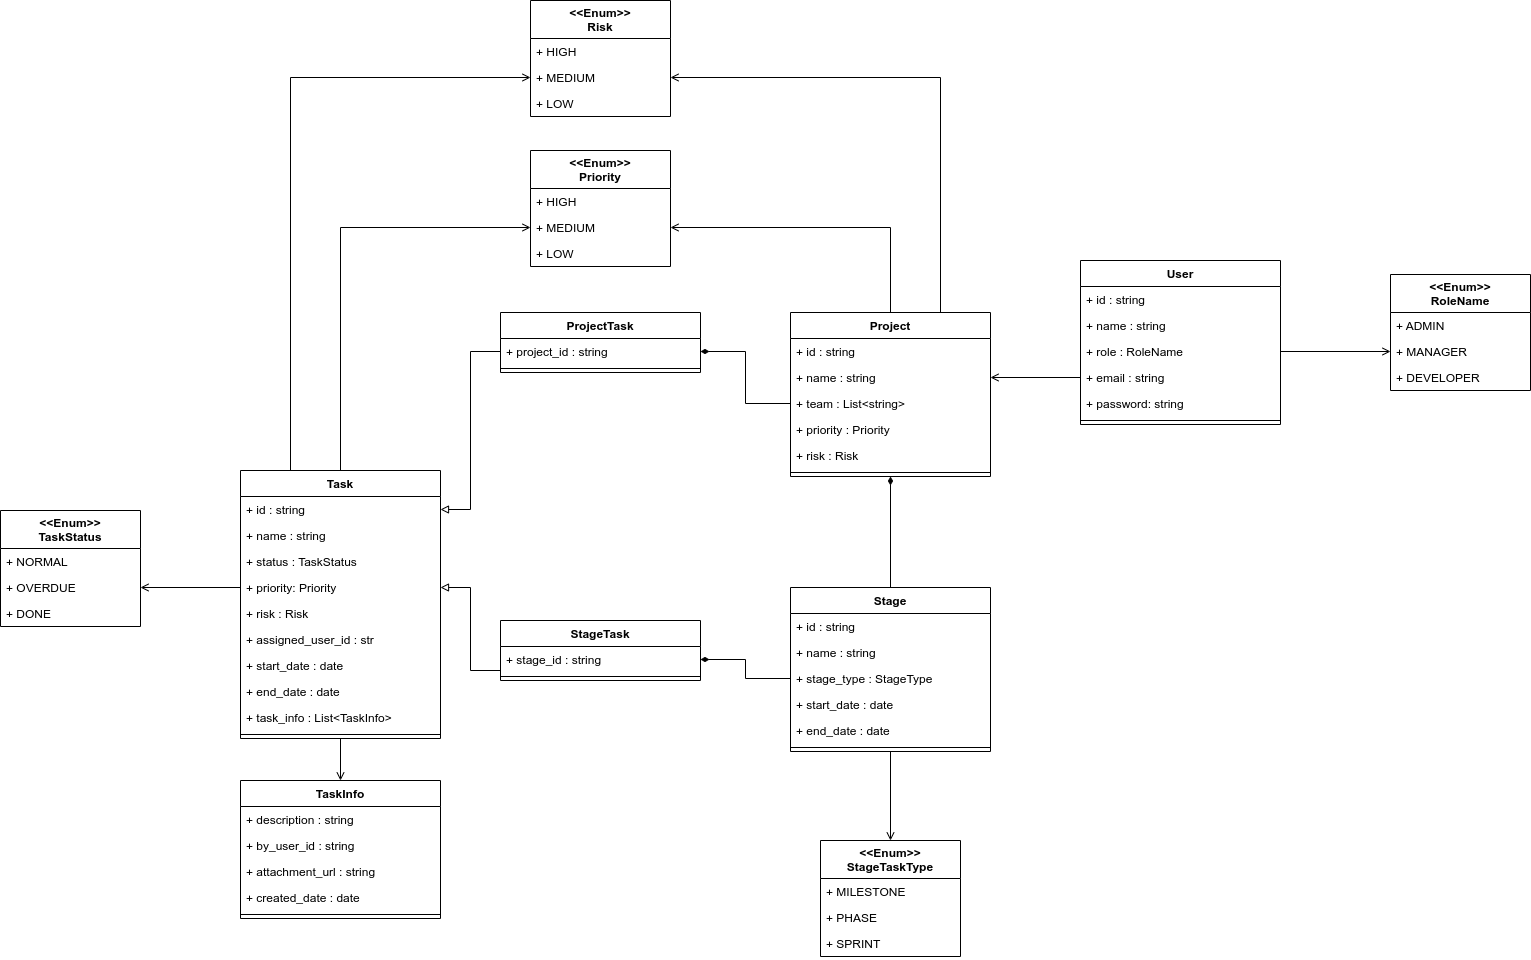 <<Enum>>
Risk
+ HIGH
+ MEDIUM
+ LOW
<<Enum>>
Priority
+ HIGH
+ MEDIUM
+ LOW
User
+ id : string
+ name : string
+ role : RoleName
+ email : string
+ password: string
<<Enum>>
RoleName
+ ADMIN
+ MANAGER
+ DEVELOPER
ProjectTask
+ project_id : string
Project
+ id : string
+ name : string
+ team : List<string>
+ priority : Priority
+ risk : Risk
Task
+ id : string
+ name : string
+ status : TaskStatus
+ priority: Priority
+ risk : Risk
+ assigned_user_id : str
+ start_date : date
+ end_date : date
+ task_info : List<TaskInfo>
<<Enum>>
TaskStatus
+ NORMAL
+ OVERDUE
+ DONE
StageTask
+ stage_id : string
Stage
+ id : string
+ name : string
+ stage_type : StageType
+ start_date : date
+ end_date : date
TaskInfo
+ description : string
+ by_user_id : string
+ attachment_url : string
+ created_date : date
<<Enum>>
StageTaskType
+ MILESTONE
+ PHASE
+ SPRINT